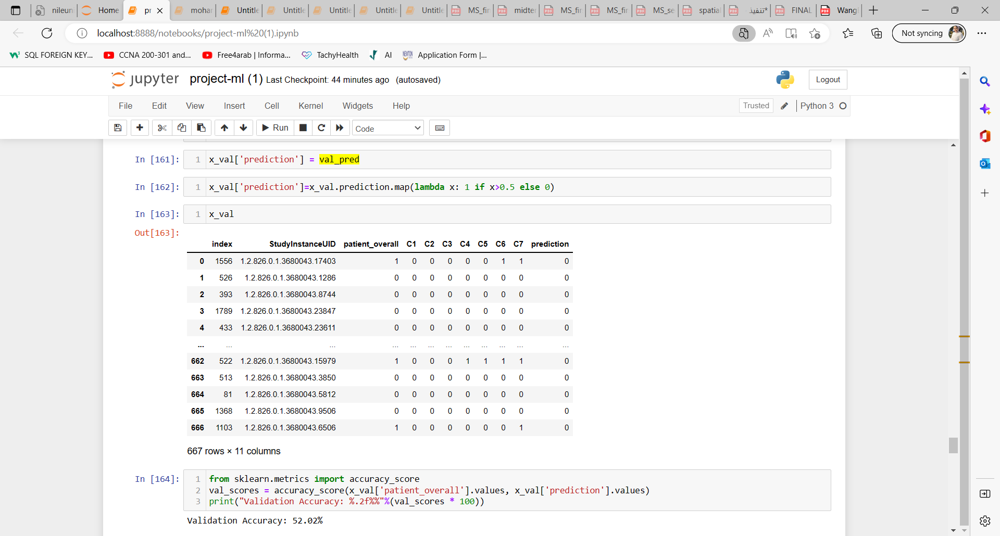 nileun
Home
pr
mohar
Untitle
Untitle
Untitle
Untitle
Untitle
MS_fir
midter
MS_fir
MS_fir
MS_se
spatial
تنفيذ*
FINAL
Wang
localhost:8888/notebooks/project-ml%20(1).ipynb
Not syncing
SQL FOREIGN KEY...
CCNA 200-301 and...
Free4arab | Informa...
TachyHealth
AI
Application Form |...
jupyter project-ml (1) Last Checkpoint: 44 minutes ago (autosaved)
Logout
File Edit View Insert Cell Kernel Widgets Help
Trusted
Python 3
Run
Code
In [161]: 1 x_val['prediction'] = val_pred
In [162]: 1 x_val['prediction']=x_val.prediction.map(lambda x: 1 if x>0.5 else 0)
In [163]: 1 x_val
Out[163]:
index StudyInstanceUID patient_overall C1 C2 C3 C4 C5 C6 C7 prediction
0 1556 1.2.826.0.1.3680043.17403 1 0 0 0 0 0 1 1 0
1 526 1.2.826.0.1.3680043.1286 0 0 0 0 0 0 0 0 0
2 393 1.2.826.0.1.3680043.8744 0 0 0 0 0 0 0 0 0
3 1789 1.2.826.0.1.3680043.23847 0 0 0 0 0 0 0 0 0
4 433 1.2.826.0.1.3680043.23611 0 0 0 0 0 0 0 0 0
... ... ... ... ... ... ... ... ... ... ... ...
662 522 1.2.826.0.1.3680043.15979 1 0 0 0 1 1 1 1 0
663 513 1.2.826.0.1.3680043.3850 0 0 0 0 0 0 0 0 0
664 81 1.2.826.0.1.3680043.5812 0 0 0 0 0 0 0 0 0
665 1368 1.2.826.0.1.3680043.9506 0 0 0 0 0 0 0 0 0
666 1103 1.2.826.0.1.3680043.6506 1 0 0 0 0 0 0 1 0
667 rows × 11 columns
In [164]: 1 from sklearn.metrics import accuracy_score
2 val_scores = accuracy_score(x_val['patient_overall'].values, x_val['prediction'].values)
3 print("Validation Accuracy: %.2f%%"%(val_scores * 100))
Validation Accuracy: 52.02%